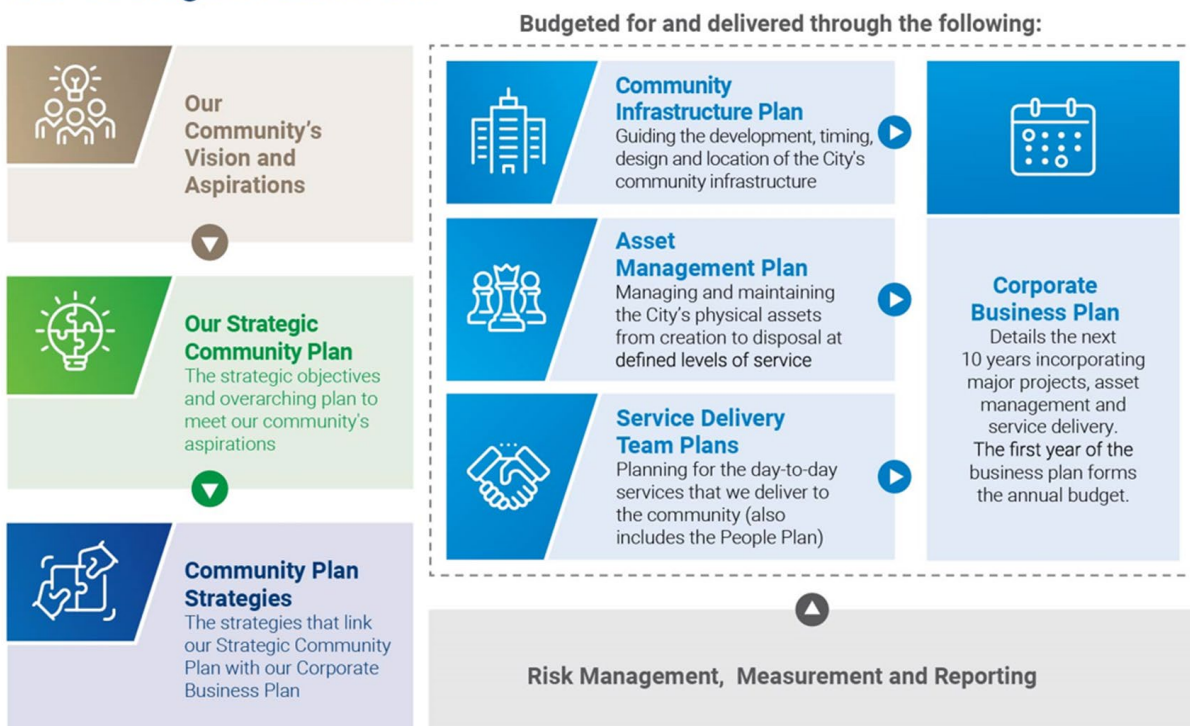 Budgeted for and delivered through the following:
Our
Community's
Vision and
Aspirations
Our Strategic
Community Plan
The strategic objectives
and overarching plan to
meet our community's
aspirations
Community Plan
Strategies
The strategies that link
our Strategic Community
Plan with our Corporate
Business Plan
Community
Infrastructure Plan
Guiding the development, timing,
design and location of the City's
community infrastructure
Asset
Management Plan
Managing and maintaining
the City's physical assets
from creation to disposal at
defined levels of service
Service Delivery
Team Plans
Planning for the day-to-day
services that we deliver to
the community (also
includes the People Plan)
Corporate
Business Plan
Details the next
10 years incorporating
major projects, asset
management and
service delivery.
The first year of the
business plan forms
the annual budget.
Risk Management, Measurement and Reporting